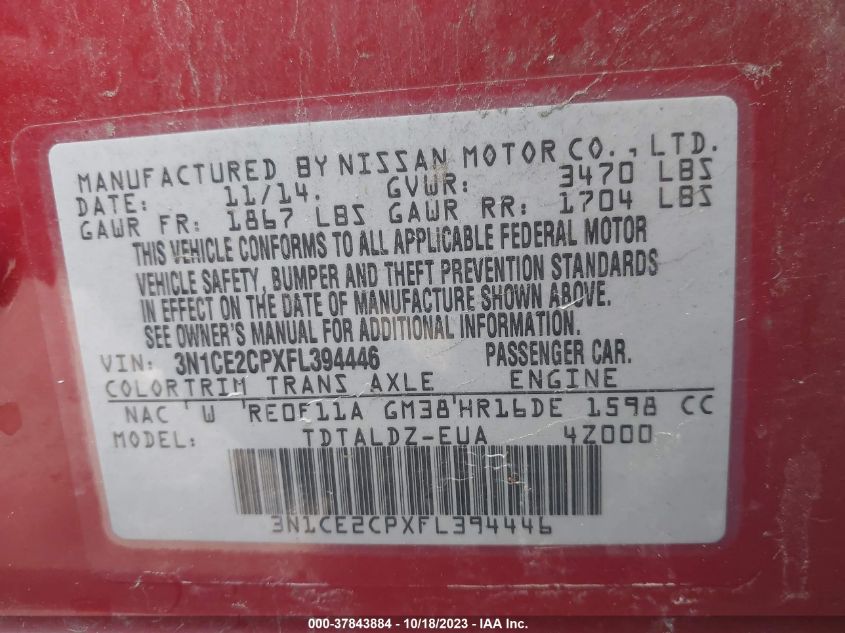 MANUFACTURED BY NISSAN MOTOR CO., LTD.
DATE: 11/14. GVWR: 3470 LBS
GAWR FR: 1867 LBS GAWR RR: 1704 LBS
THIS VEHICLE CONFORMS TO ALL APPLICABLE FEDERAL MOTOR
VEHICLE SAFETY, BUMPER AND THEFT PREVENTION STANDARDS
IN EFFECT ON THE DATE OF MANUFACTURE SHOWN ABOVE.
SEE OWNER'S MANUAL FOR ADDITIONAL INFORMATION.
VIN: 3N1CE2CPXFL394446 PASSENGER CAR.
COLORTRIM TRANS AXLE ENGINE
NAC ' W ' RE0F11A GM38 ' HR16DE 1598 CC
MODEL: TDTALDZ-EUA 4Z000
3N1CE2CPXFL394446
000-37843884 - 10/18/2023 - IAA Inc.